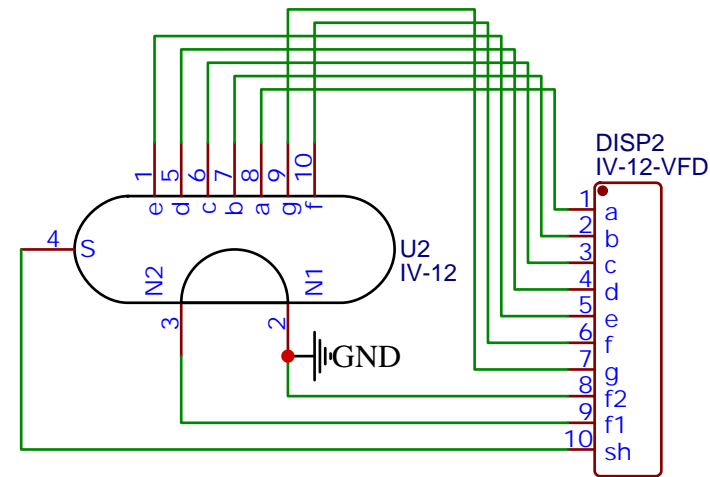 1 5 6 7 8 9 10
e d c b a g f
4 S
U2
IV-12
N2 N1
3 2
GND
DISP2
IV-12-VFD
1 a
2 b
3 c
4 d
5 e
6 f
7 g
8 f2
9 f1
10 sh